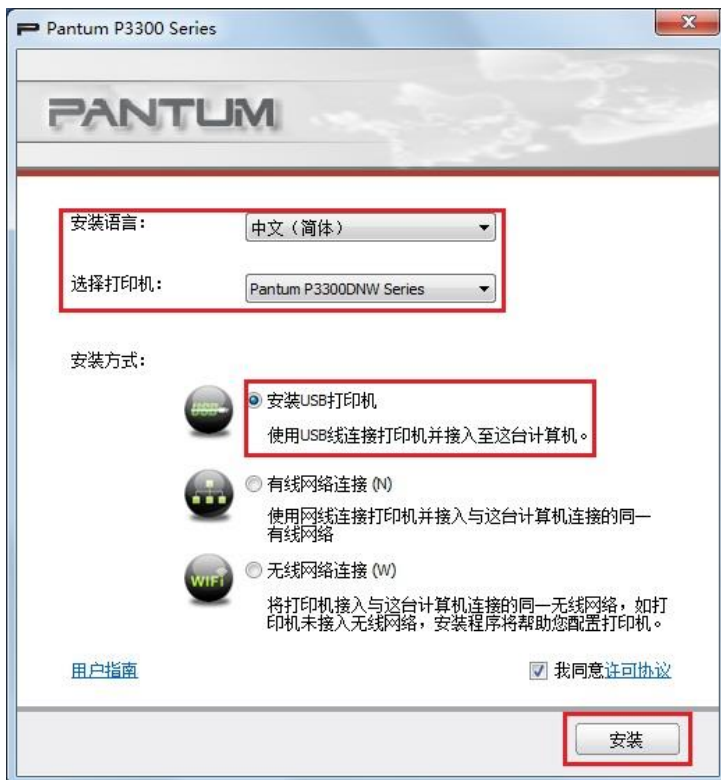 Pantum P3300 Series
PANTUM
安装语言：
中文（简体）
选择打印机：
Pantum P3300DNW Series
安装方式：
USB
安装USB打印机
使用USB线连接打印机并接入至这台计算机。
有线网络连接 (N)
使用网线连接打印机并接入与这台计算机连接的同一
有线网络
WiFi
无线网络连接 (W)
将打印机接入与这台计算机连接的同一无线网络，如打
印机未接入无线网络，安装程序将帮助您配置打印机。
用户指南
我同意许可协议
安装